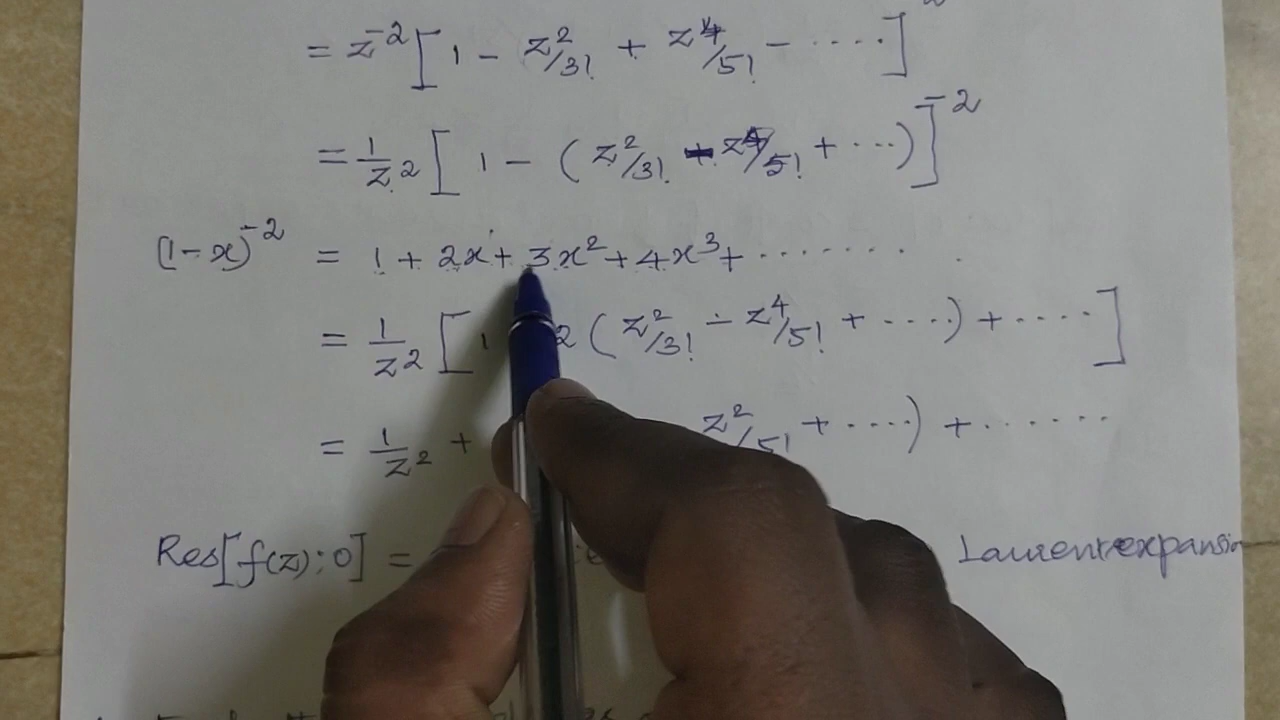 = z^{-2} [ 1 - z^2/3! + z^4/5! - ..... ]^{-2}
= 1/z^2 [ 1 - ( z^2/3! - z^4/5! + ... ) ]^{-2}
(1-x)^{-2} = 1 + 2x + 3x^2 + 4x^3 + ........
= 1/z^2 [ 1 2 ( z^2/3! - z^4/5! + .... ) + .... ]
= 1/z^2 + z^2/5! + .... ) + ......
Res[f(z); 0] = Laurent expansion